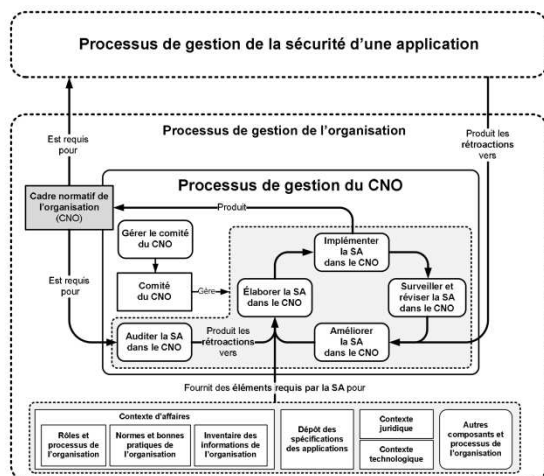 Processus de gestion de la sécurité d'une application
Est requis
pour
Processus de gestion de l'organisation
Produit les
rétroactions
vers
Processus de gestion du CNO
Cadre normatif de
l'organisation
(CNO)
Produit
Gérer le comité
du CNO
Implémenter
la SA
dans le CNO
Comité
du CNO
Gère
Élaborer la SA
dans le CNO
Surveiller et
réviser la SA
dans le CNO
Est requis
pour
Auditer la SA
dans le CNO
Produit les
rétroactions
vers
Améliorer
la SA
dans le CNO
Fournit des éléments requis par la SA pour
Contexte d'affaires
Rôles et
processus de
l'organisation
Normes et bonnes
pratiques de
l'organisation
Inventaire des
informations de
l'organisation
Dépôt des
spécifications
des applications
Contexte
juridique
Contexte
technologique
Autres
composants et
processus de
l'organisation